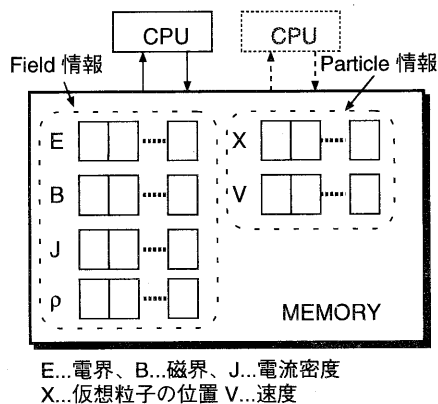 CPU
CPU
Field 情報
Particle 情報
E
B
J
ρ
X
V
MEMORY
E...電界、B...磁界、J...電流密度
X...仮想粒子の位置 V...速度